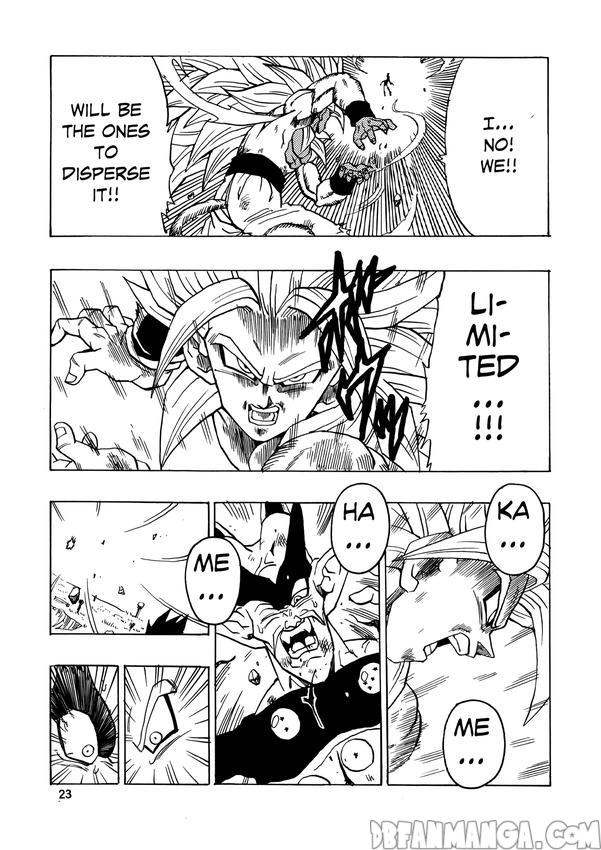 I...
NO!
WE!!
WILL BE
THE ONES
TO
DISPERSE
IT!!
LI-
MI-
TED
...
!!!
KA
...
ME
...
HA
...
ME
...
23
DBFANMANGA.COM